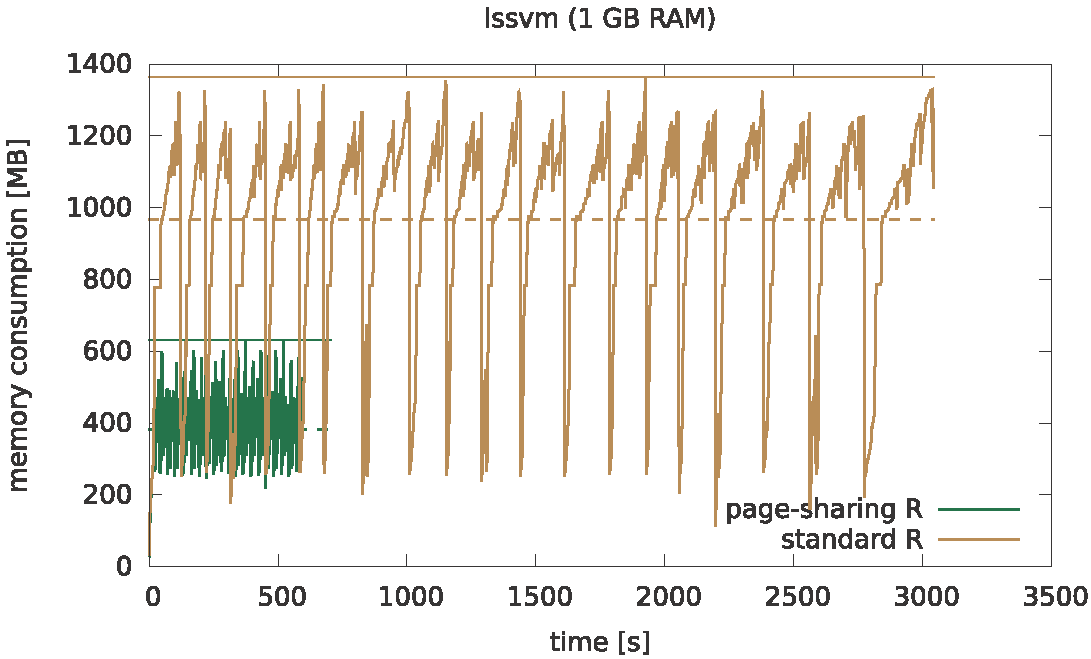 lssvm (1 GB RAM)
memory consumption [MB]
1400
1200
1000
800
600
400
200
0
page-sharing R
standard R
0 500 1000 1500 2000 2500 3000 3500
time [s]